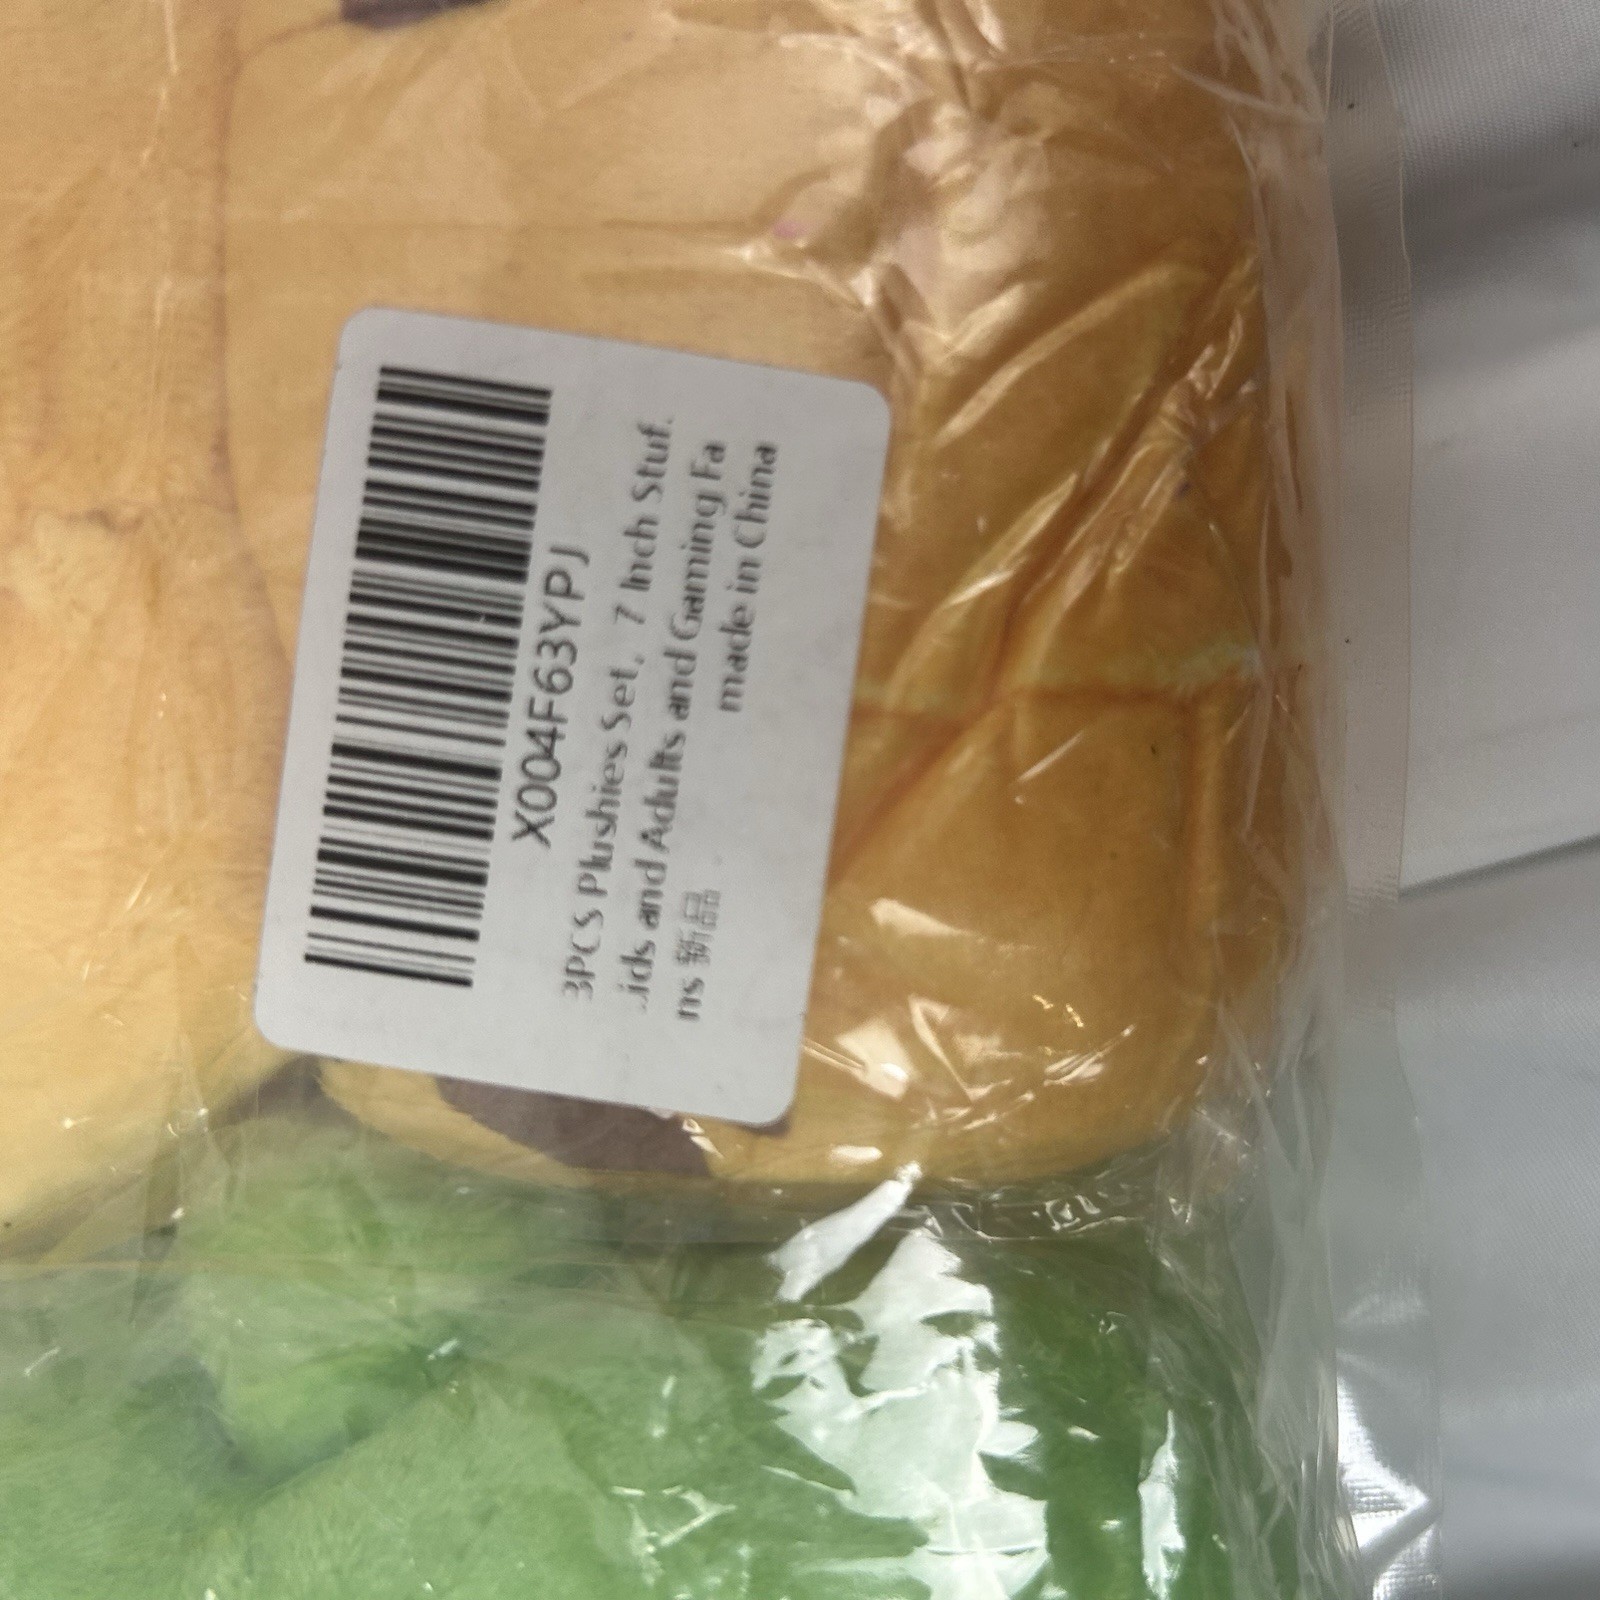 X004F63YPJ
3PCS Plushies Set, 7 Inch Stuf.
.ids and Adults and Gaming Fa
ns 新品
made in China